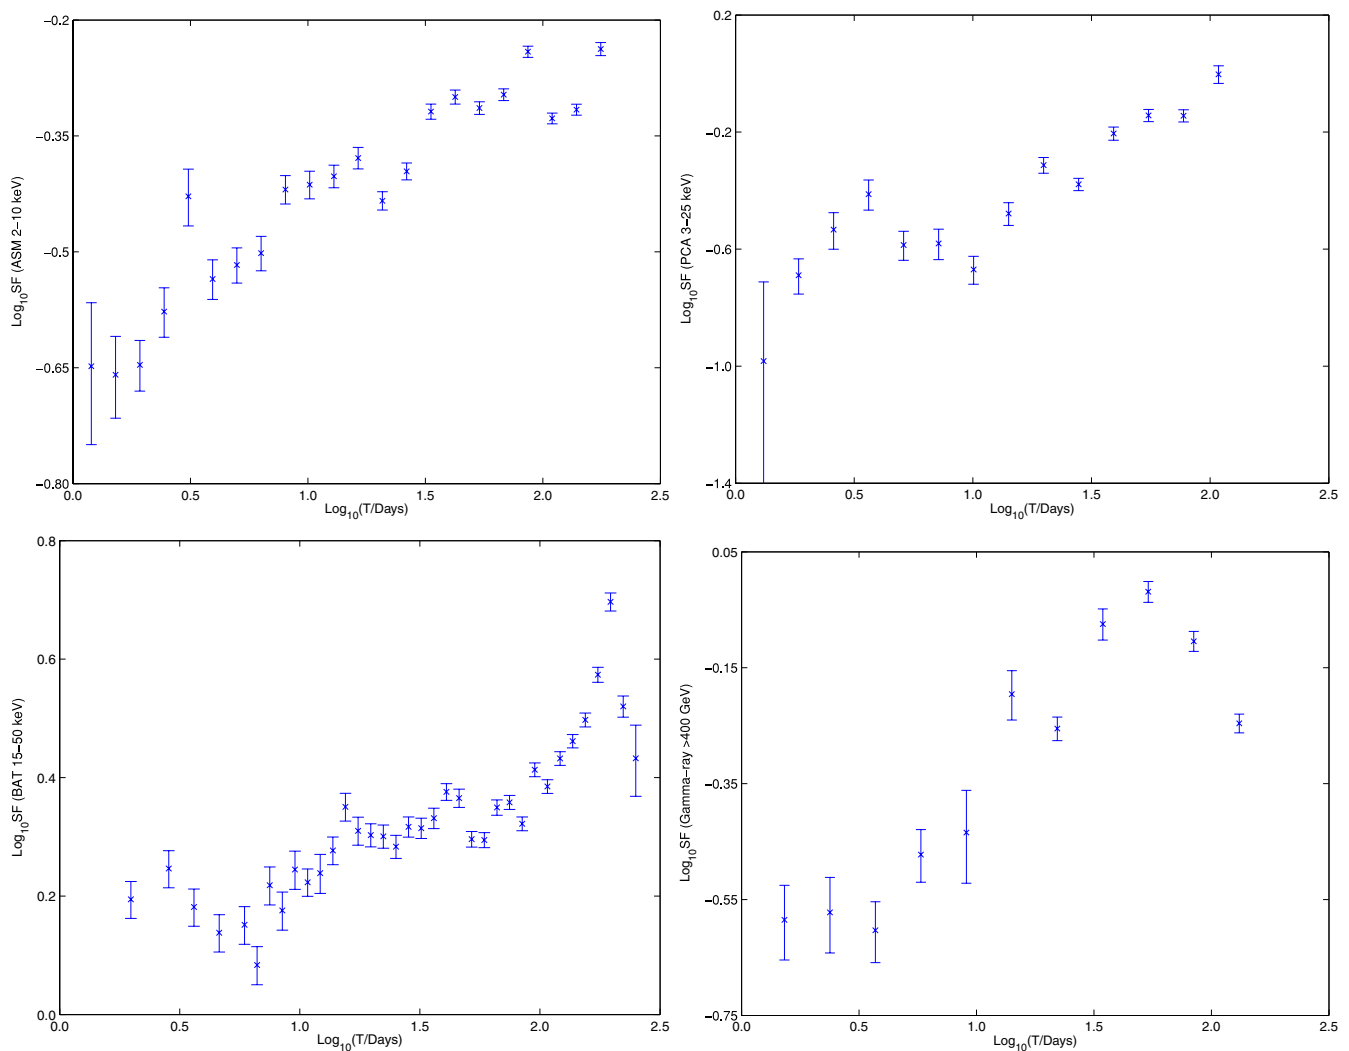 −0.2
−0.35
−0.5
−0.65
−0.80
0.0 0.5 1.0 1.5 2.0 2.5
Log10(T/Days)
Log10SF (ASM 2−10 keV)
0.2
−0.2
−0.6
−1.0
−1.4
0.0 0.5 1.0 1.5 2.0 2.5
Log10(T/Days)
Log10SF (PCA 3−25 keV)
0.8
0.6
0.4
0.2
0.0
0.0 0.5 1.0 1.5 2.0 2.5
Log10(T/Days)
Log10SF (BAT 15−50 keV)
0.05
−0.15
−0.35
−0.55
−0.75
0.0 0.5 1.0 1.5 2.0 2.5
Log10(T/Days)
Log10SF (Gamma−ray >400 GeV)